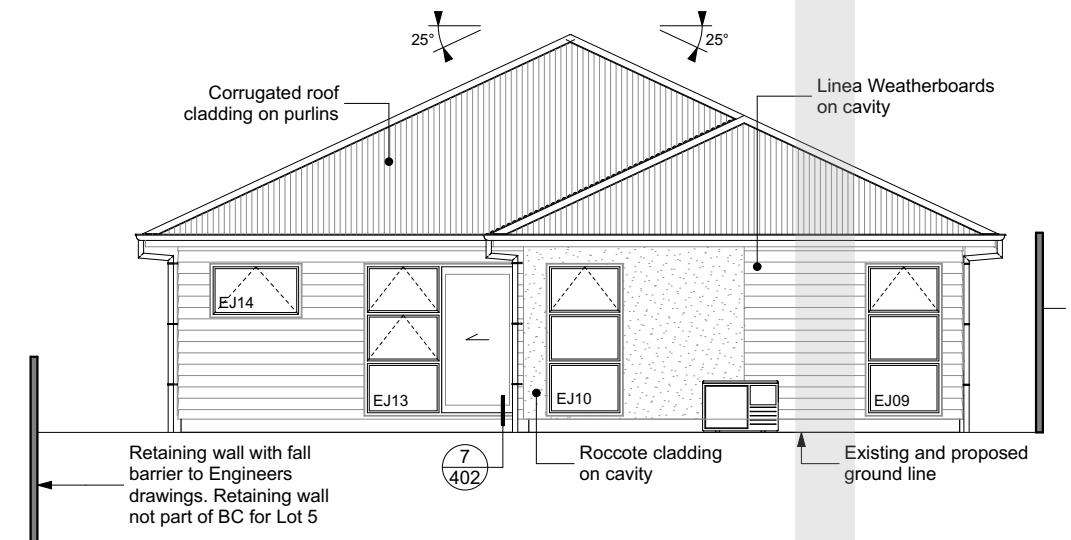 25°
25°
Corrugated roof
cladding on purlins
Linea Weatherboards
on cavity
EJ14
EJ13
EJ10
EJ09
Retaining wall with fall
barrier to Engineers
drawings. Retaining wall
not part of BC for Lot 5
7
402
Roccote cladding
on cavity
Existing and proposed
ground line